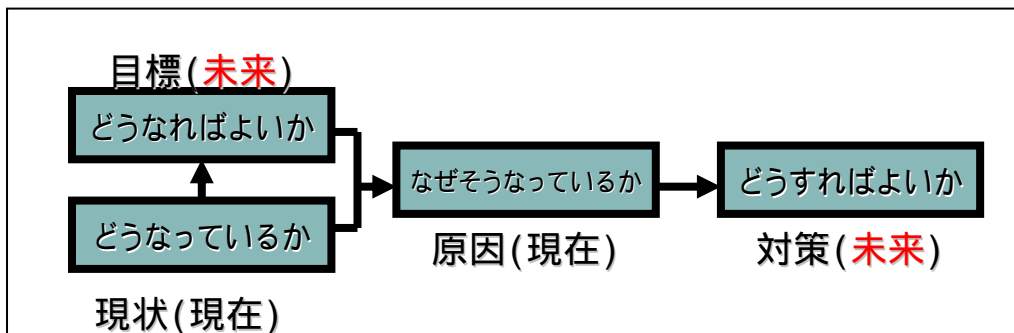 目標(未来)
どうなればよいか
どうなっているか
現状(現在)
なぜそうなっているか
原因(現在)
どうすればよいか
対策(未来)